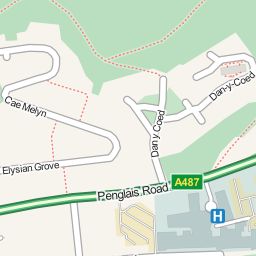 Dan-y-Coed
Cae Melyn
Dan y Coed
Elysian Grove
A487
Penglais Road
H